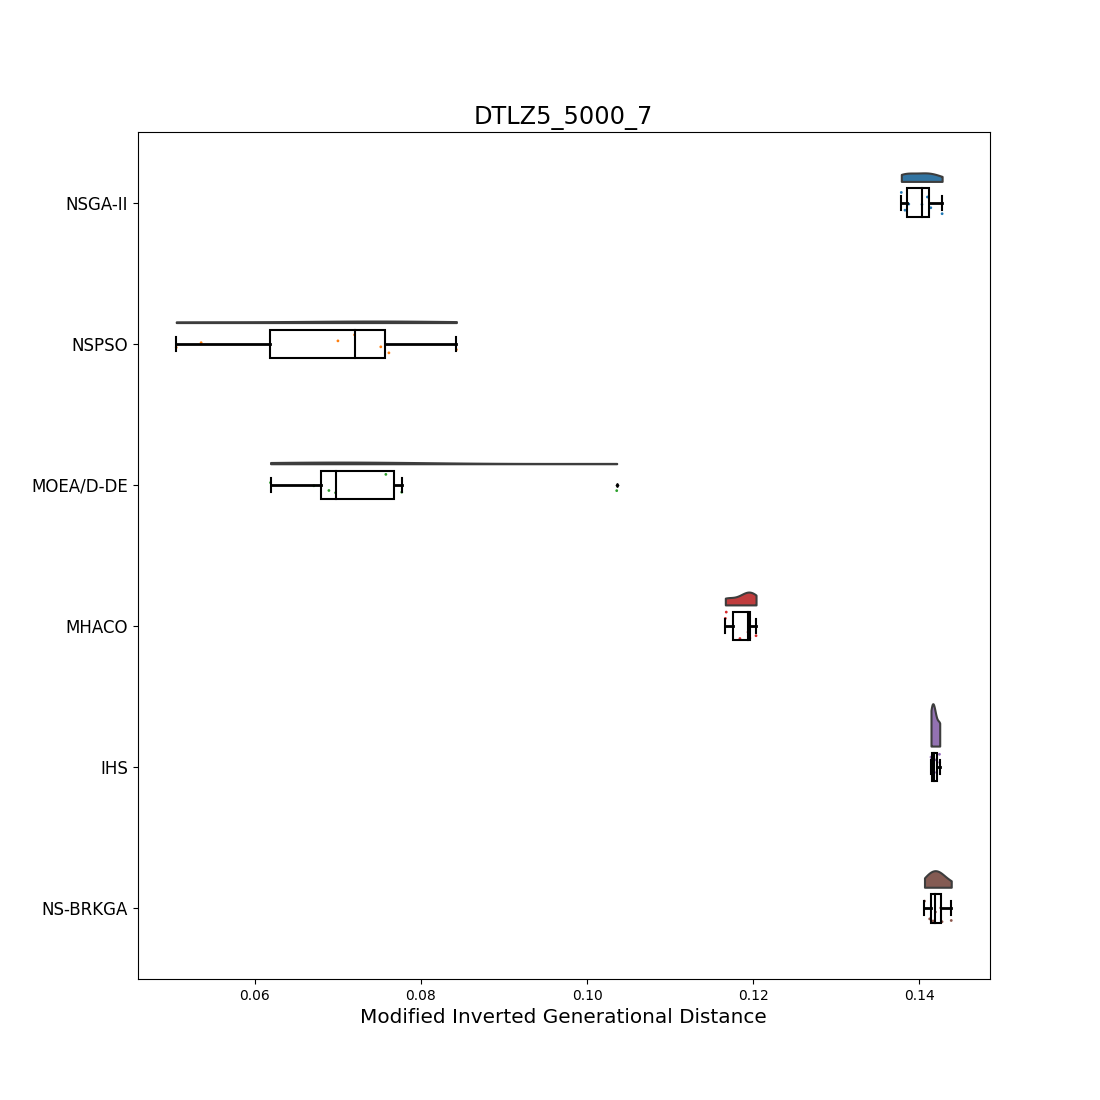 DTLZ5_5000_7
NSGA-II
NSPSO
MOEA/D-DE
MHACO
IHS
NS-BRKGA
0.06 0.08 0.10 0.12 0.14
Modified Inverted Generational Distance